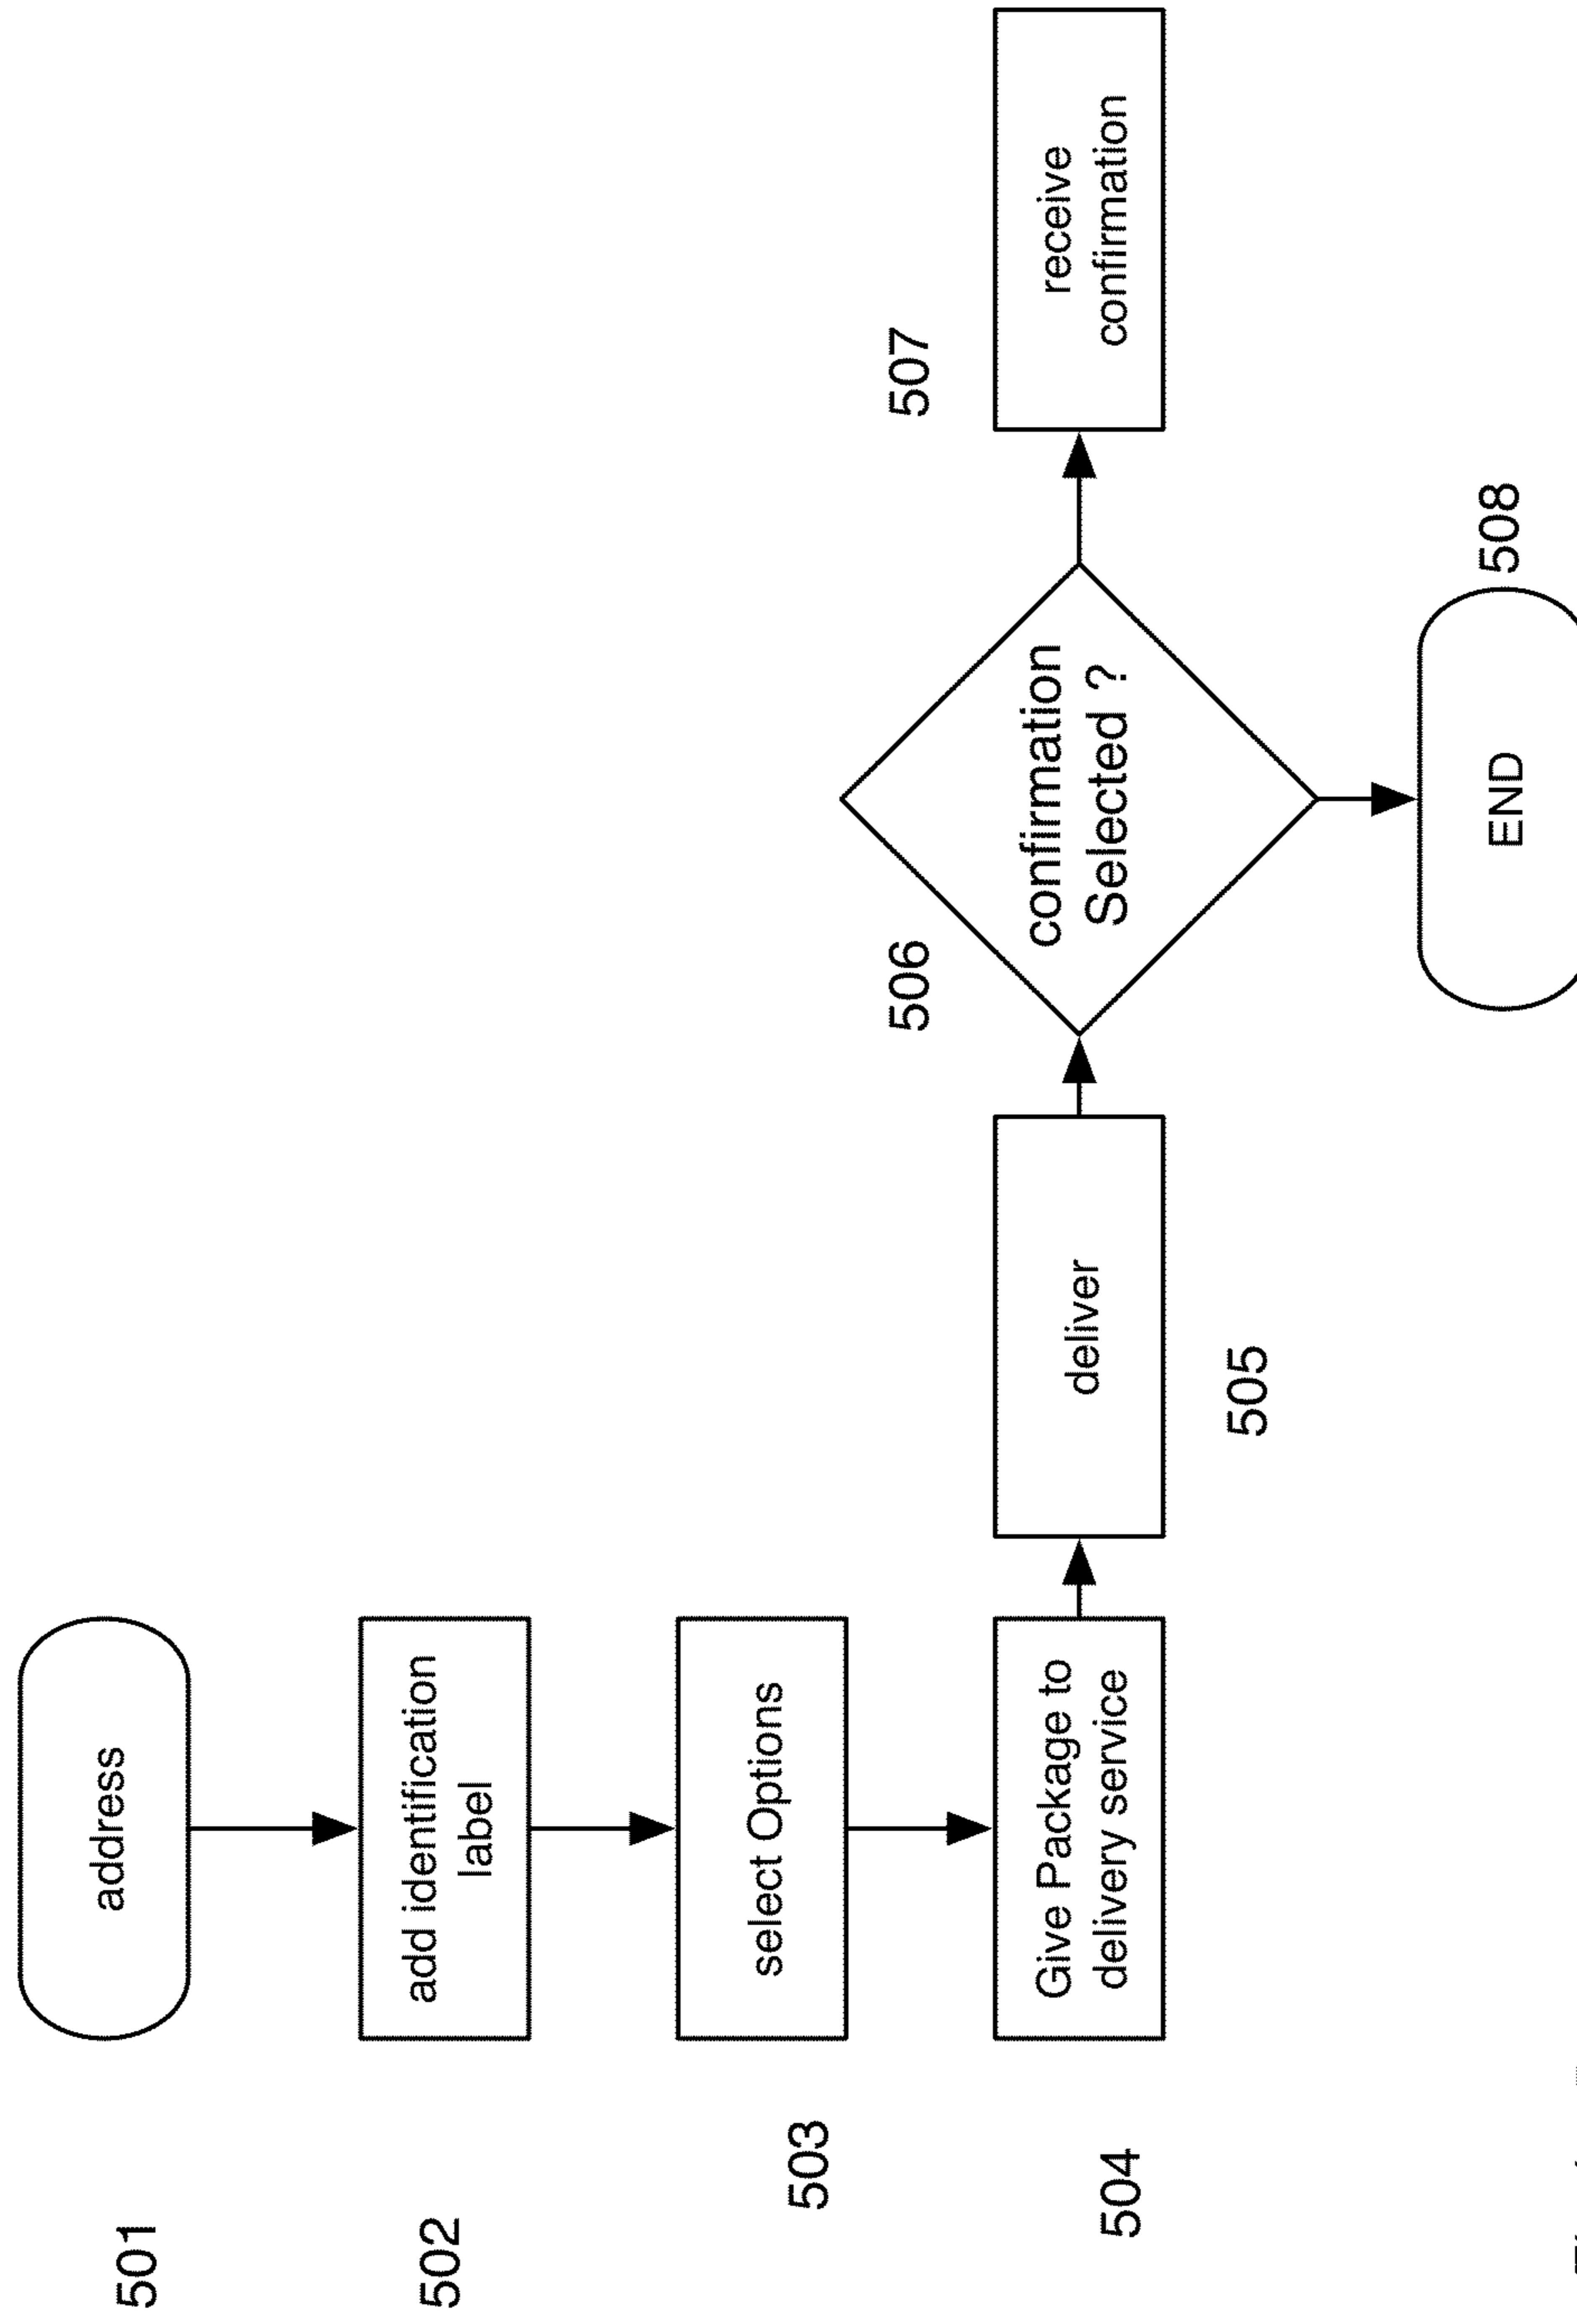 501
address
502
add identification
label
503
select Options
504
Give Package to
delivery service
deliver
505
506
confirmation
Selected ?
507
receive
confirmation
END
508